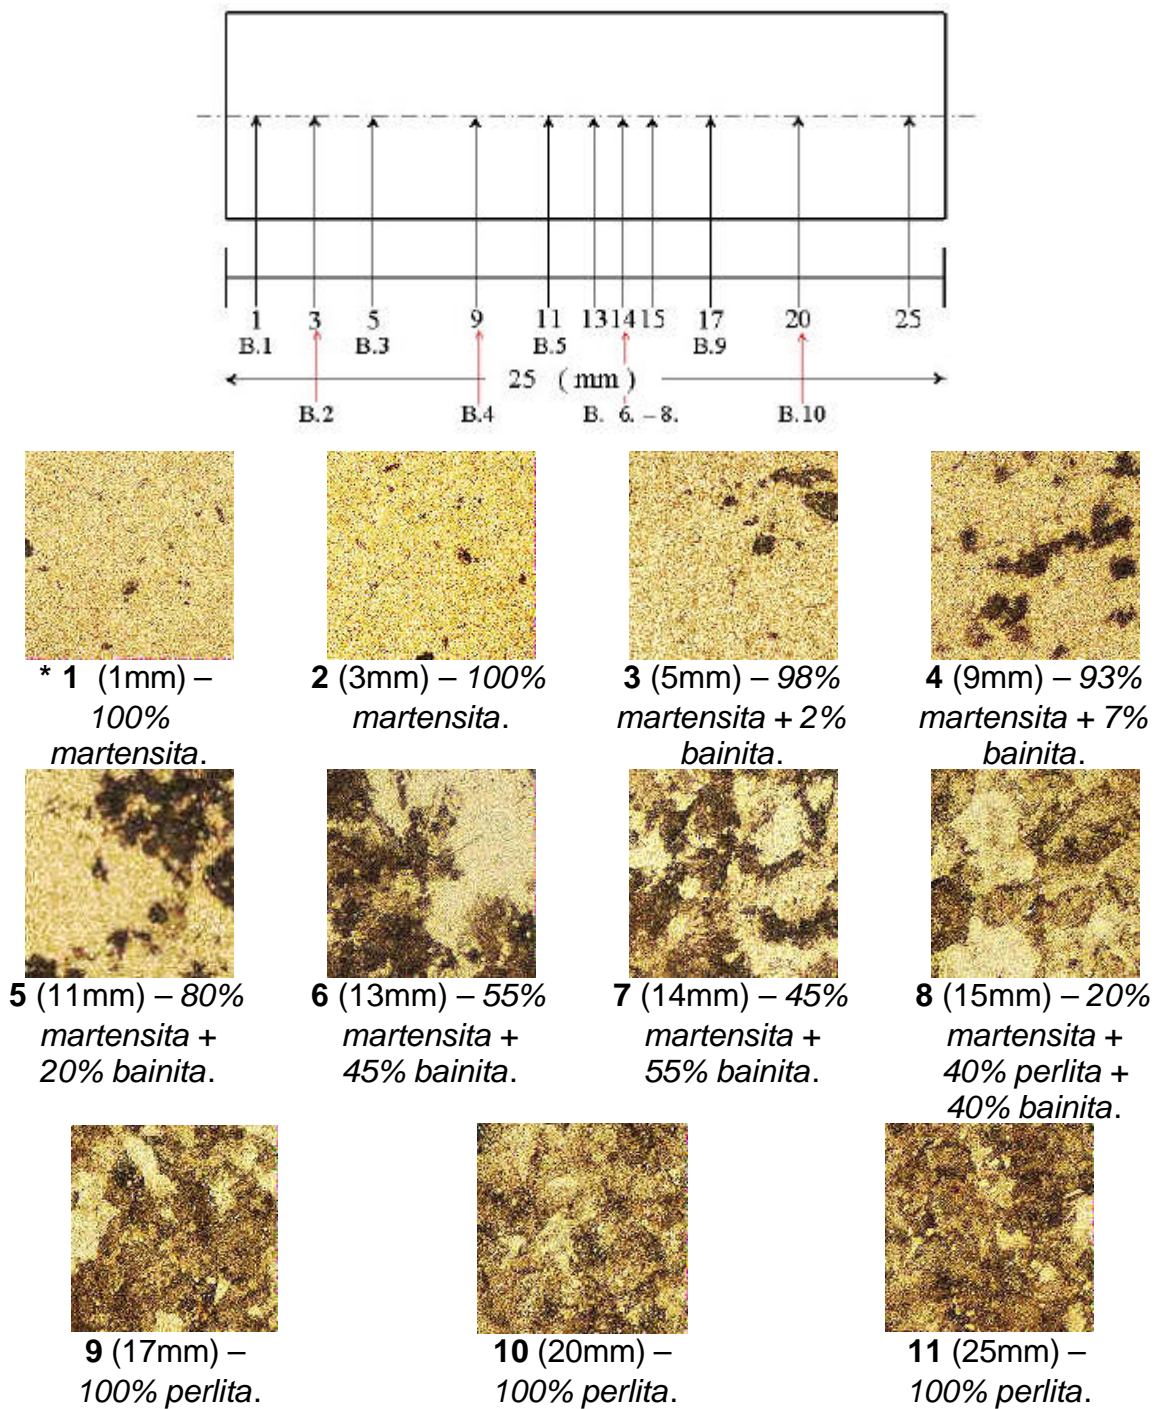 1 3 5 9 11 13 14 15 17 20 25
B.1 B.3 B.5 B.9
25 (mm)
B.2 B.4 B. 6. – 8. B.10
* 1 (1mm) –
100%
martensita.
2 (3mm) – 100%
martensita.
3 (5mm) – 98%
martensita + 2%
bainita.
4 (9mm) – 93%
martensita + 7%
bainita.
5 (11mm) – 80%
martensita +
20% bainita.
6 (13mm) – 55%
martensita +
45% bainita.
7 (14mm) – 45%
martensita +
55% bainita.
8 (15mm) – 20%
martensita +
40% perlita +
40% bainita.
9 (17mm) –
100% perlita.
10 (20mm) –
100% perlita.
11 (25mm) –
100% perlita.